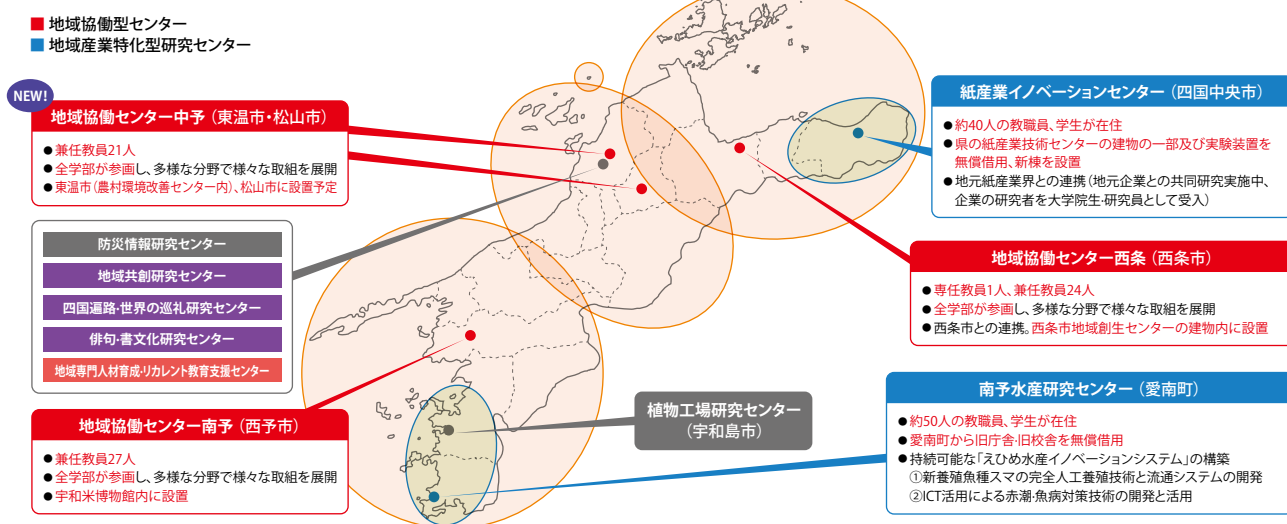 ■ 地域協働型センター
■ 地域産業特化型研究センター
NEW!
地域協働センター中予（東温市・松山市）
●兼任教員21人
●全学部が参画し、多様な分野で様々な取組を展開
●東温市（農村環境改善センター内）、松山市に設置予定
防災情報研究センター
地域共創研究センター
四国遍路・世界の巡礼研究センター
俳句・書文化研究センター
地域専門人材育成・リカレント教育支援センター
地域協働センター南予（西予市）
●兼任教員27人
●全学部が参画し、多様な分野で様々な取組を展開
●宇和米博物館内に設置
植物工場研究センター
（宇和島市）
紙産業イノベーションセンター（四国中央市）
●約40人の教職員、学生が在住
●県の紙産業技術センターの建物の一部及び実験装置を
無償借用、新棟を設置
●地元紙産業界との連携（地元企業との共同研究実施中、
企業の研究者を大学院生・研究員として受入）
地域協働センター西条（西条市）
●専任教員1人、兼任教員24人
●全学部が参画し、多様な分野で様々な取組を展開
●西条市との連携。西条市地域創生センターの建物内に設置
南予水産研究センター（愛南町）
●約50人の教職員、学生が在住
●愛南町から旧庁舎・旧校舎を無償借用
●持続可能な「えひめ水産イノベーションシステム」の構築
①新養殖魚種スマの完全人工養殖技術と流通システムの開発
②ICT活用による赤潮・魚病対策技術の開発と活用